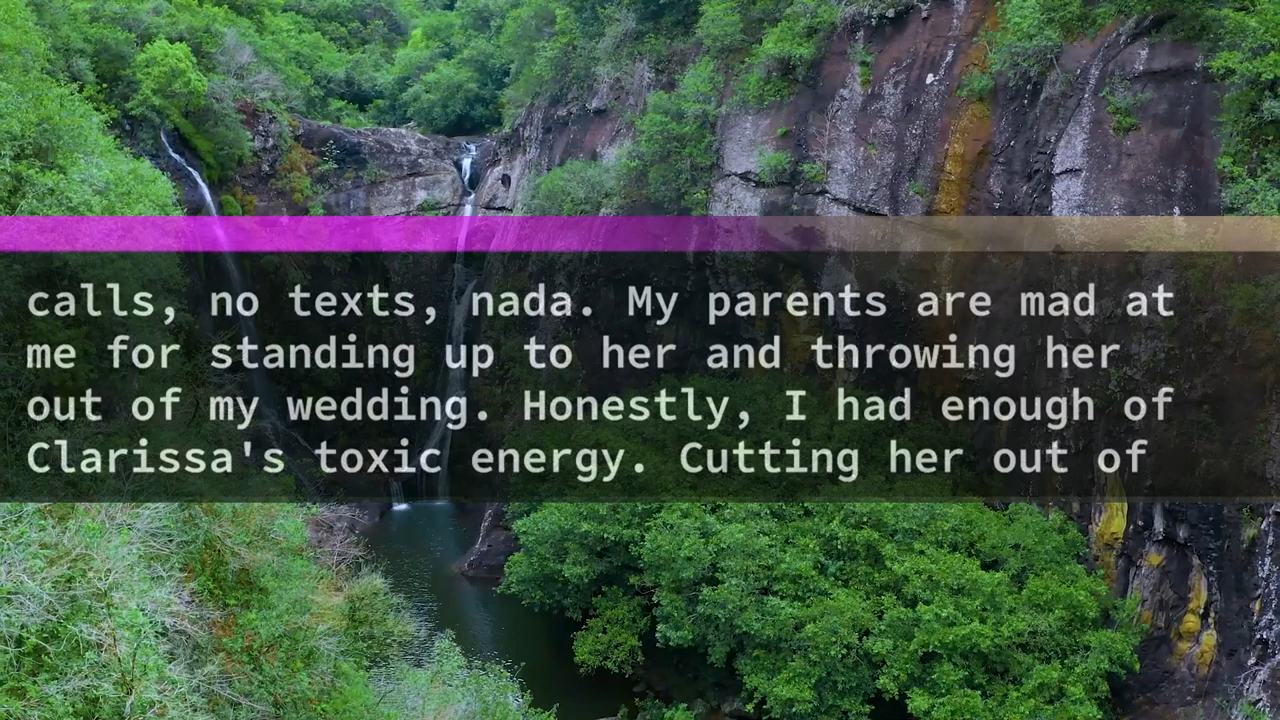 calls, no texts, nada. My parents are mad at
me for standing up to her and throwing her
out of my wedding. Honestly, I had enough of
Clarissa's toxic energy. Cutting her out of